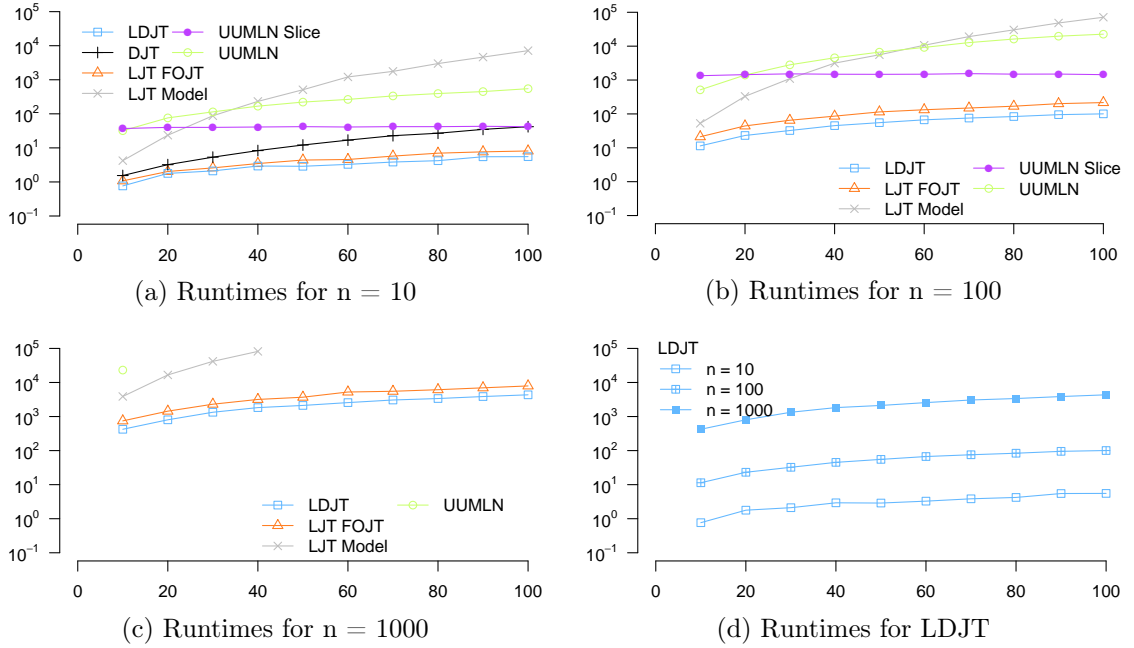 10^5
10^4
10^3
10^2
10^1
10^0
10^−1
LDJT
DJT
LJT FOJT
LJT Model
UUMLN Slice
UUMLN
0 20 40 60 80 100
(a) Runtimes for n = 10
10^5
10^4
10^3
10^2
10^1
10^0
10^−1
LDJT
LJT FOJT
LJT Model
UUMLN Slice
UUMLN
0 20 40 60 80 100
(b) Runtimes for n = 100
10^5
10^4
10^3
10^2
10^1
10^0
10^−1
LDJT
LJT FOJT
LJT Model
UUMLN
0 20 40 60 80 100
(c) Runtimes for n = 1000
10^5
10^4
10^3
10^2
10^1
10^0
10^−1
LDJT
n = 10
n = 100
n = 1000
0 20 40 60 80 100
(d) Runtimes for LDJT